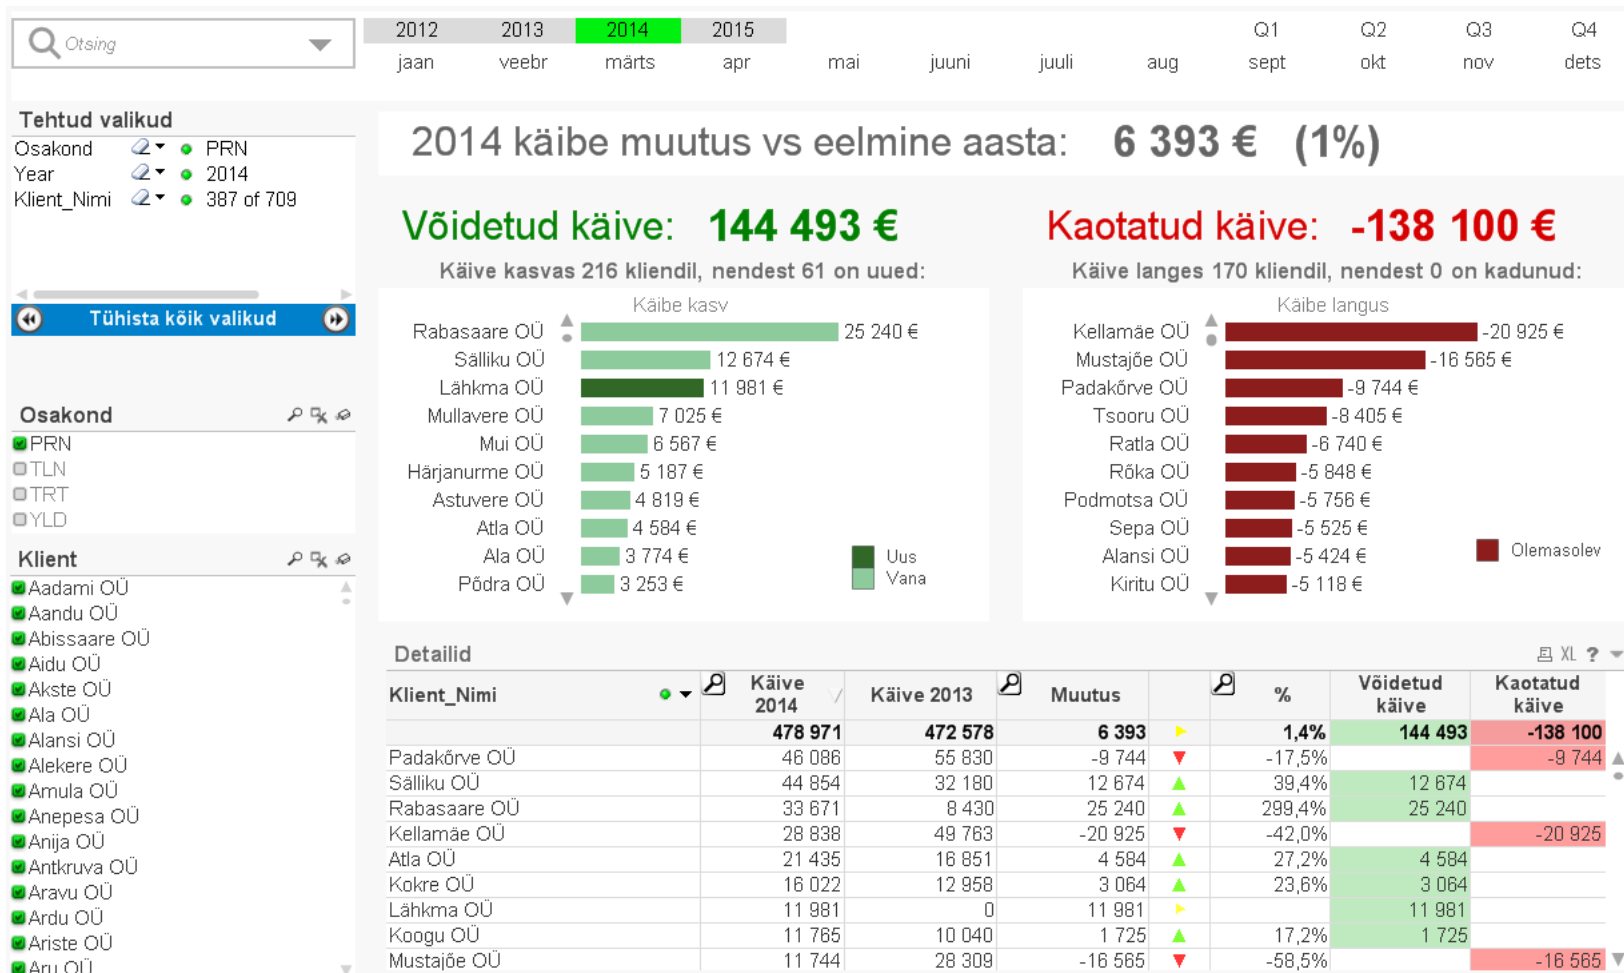 Otsing
2012 2013 2014 2015 Q1 Q2 Q3 Q4
jaan veebr märts apr mai juuni juuli aug sept okt nov dets
Tehtud valikud
Osakond PRN
Year 2014
Klient_Nimi 387 of 709
Tühista kõik valikud
2014 käibe muutus vs eelmine aasta: 6 393 € (1%)
Võidetud käive: 144 493 €
Käive kasvas 216 kliendil, nendest 61 on uued:
Käibe kasv
Rabasaare OÜ 25 240 €
Sälliku OÜ 12 674 €
Lähkma OÜ 11 981 €
Mullavere OÜ 7 025 €
Mui OÜ 6 567 €
Härjanurme OÜ 5 187 €
Astuvere OÜ 4 819 €
Atla OÜ 4 584 €
Ala OÜ 3 774 €
Põdra OÜ 3 253 €
Uus
Vana
Kaotatud käive: -138 100 €
Käive langes 170 kliendil, nendest 0 on kadunud:
Käibe langus
Kellamäe OÜ -20 925 €
Mustajõe OÜ -16 565 €
Padakõrve OÜ -9 744 €
Tsooru OÜ -8 405 €
Ratla OÜ -6 740 €
Rõka OÜ -5 848 €
Podmotsa OÜ -5 756 €
Sepa OÜ -5 525 €
Alansi OÜ -5 424 €
Kiritu OÜ -5 118 €
Olemasolev
Osakond
PRN
TLN
TRT
YLD
Klient
Aadami OÜ
Aandu OÜ
Abissaare OÜ
Aidu OÜ
Akste OÜ
Ala OÜ
Alansi OÜ
Alekere OÜ
Amula OÜ
Anepesa OÜ
Anija OÜ
Antkruva OÜ
Aravu OÜ
Ardu OÜ
Ariste OÜ
Aru OÜ
Detailid XL ?
Klient_Nimi Käive 2014 Käive 2013 Muutus % Võidetud käive Kaotatud käive
478 971 472 578 6 393 1,4% 144 493 -138 100
Padakõrve OÜ 46 086 55 830 -9 744 -17,5% -9 744
Sälliku OÜ 44 854 32 180 12 674 39,4% 12 674
Rabasaare OÜ 33 671 8 430 25 240 299,4% 25 240
Kellamäe OÜ 28 838 49 763 -20 925 -42,0% -20 925
Atla OÜ 21 435 16 851 4 584 27,2% 4 584
Kokre OÜ 16 022 12 958 3 064 23,6% 3 064
Lähkma OÜ 11 981 0 11 981 11 981
Koogu OÜ 11 765 10 040 1 725 17,2% 1 725
Mustajõe OÜ 11 744 28 309 -16 565 -58,5% -16 565